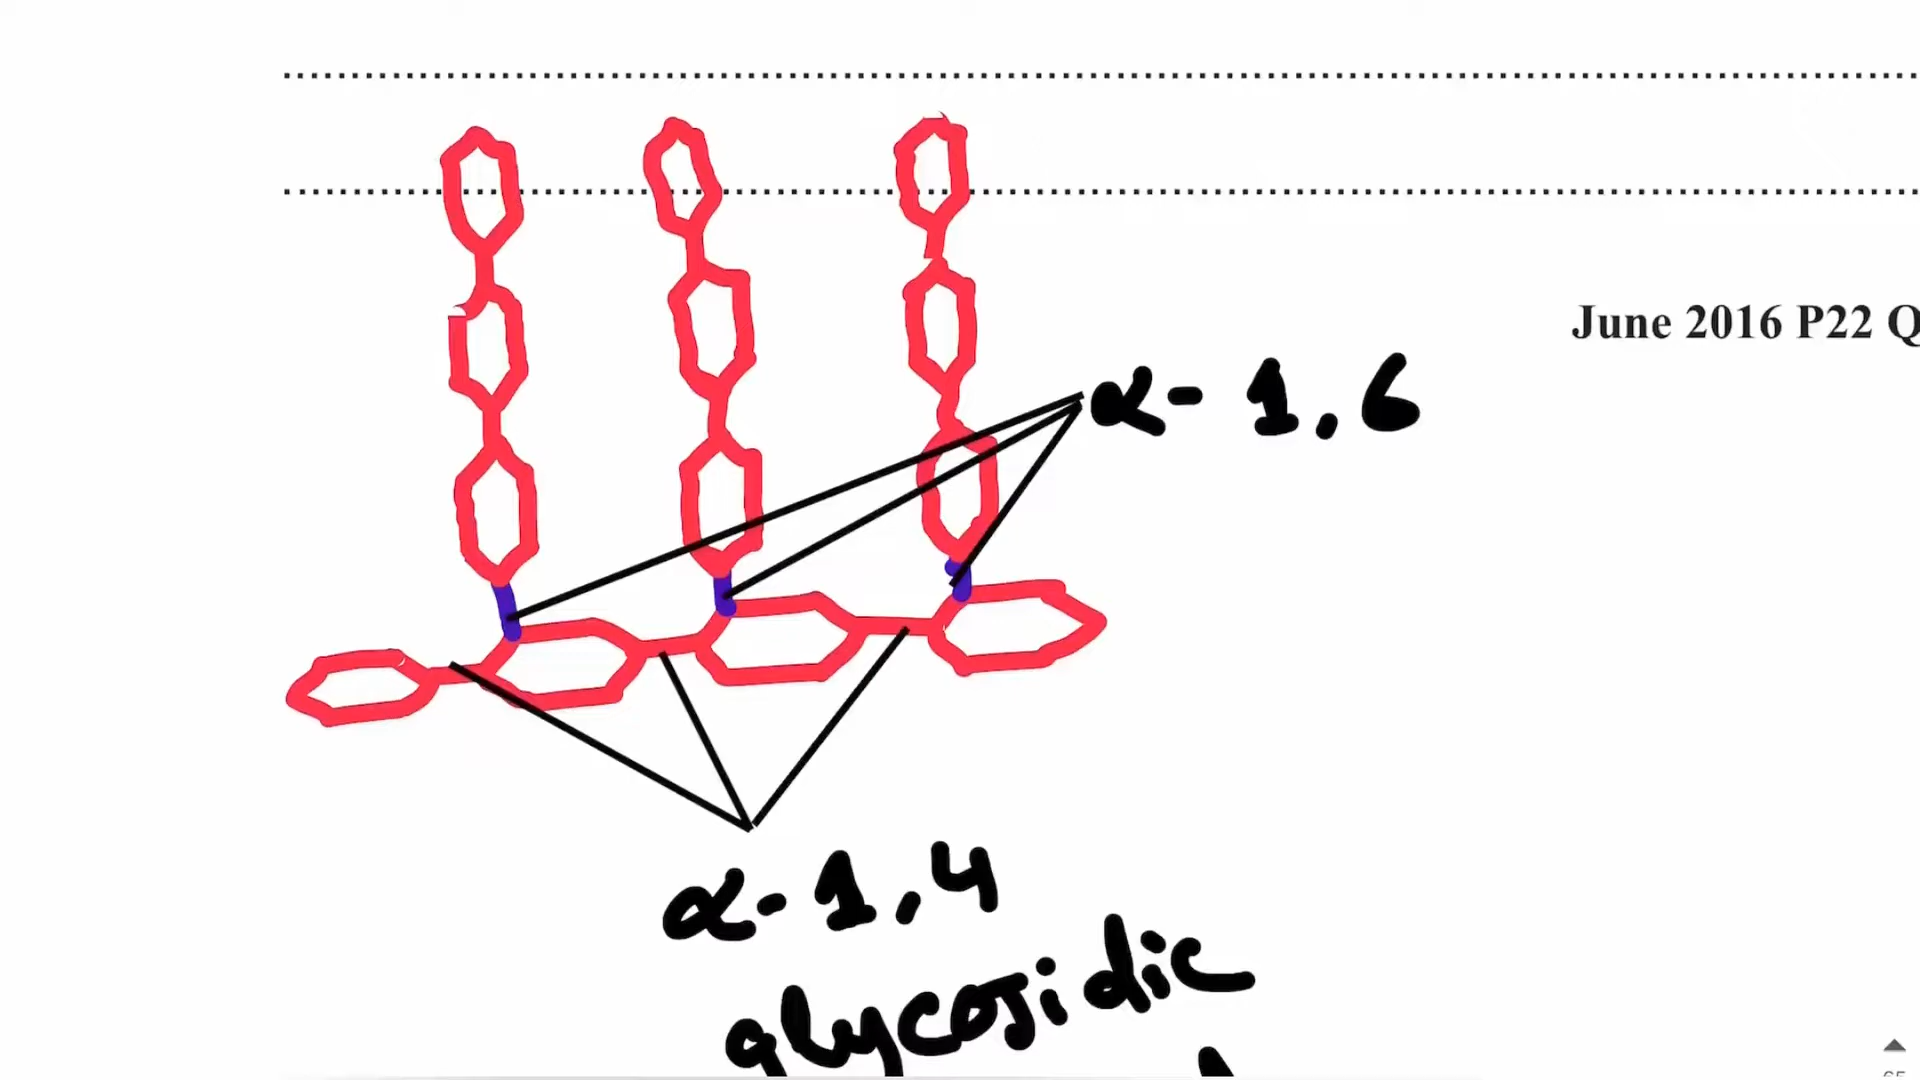 June 2016 P22 Q
α- 1,6
α- 1,4
glycosidic